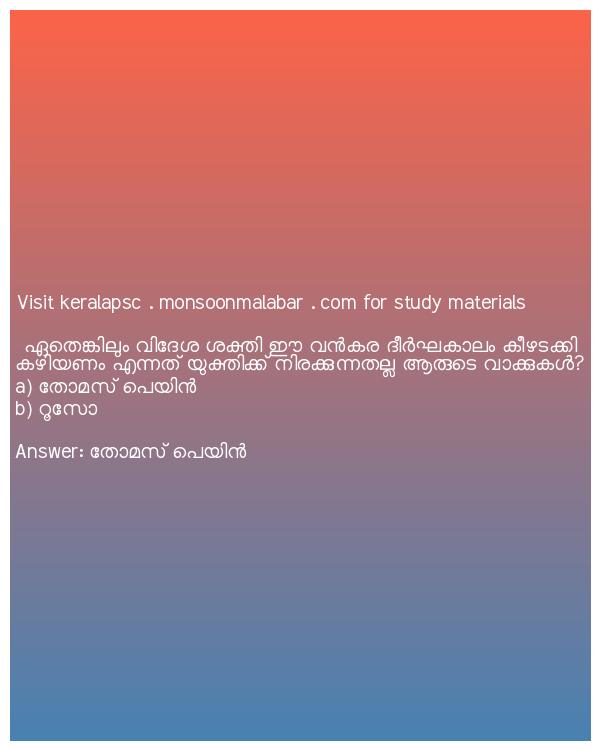 Visit keralapsc . monsoonmalabar . com for study materials
ഏതെങ്കിലും വിദേശ ശക്തി ഈ വൻകര ദീർഘകാലം കീഴടക്കി
കഴിയണം എന്നത് യുക്തിക്ക് നിരക്കുന്നതല്ല ആരുടെ വാക്കുകൾ?
a) തോമസ് പെയിൻ
b) റൂസോ
Answer: തോമസ് പെയിൻ